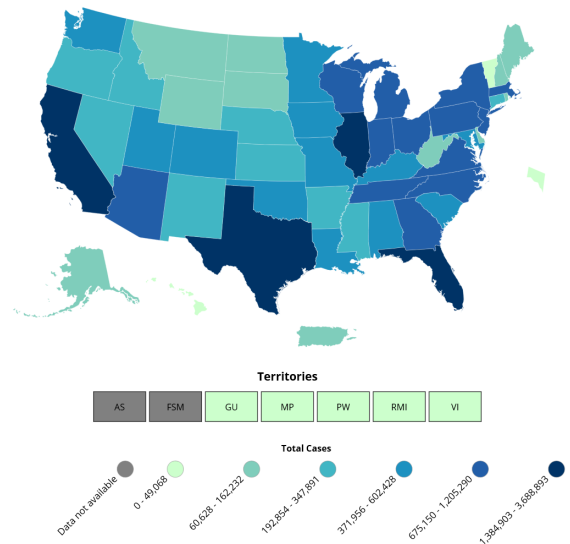 Territories
AS
FSM
GU
MP
PW
RMI
VI
Total Cases
Data not available
0 - 49,068
60,628 - 162,232
192,854 - 347,891
371,956 - 602,428
675,150 - 1,205,290
1,384,903 - 3,688,893